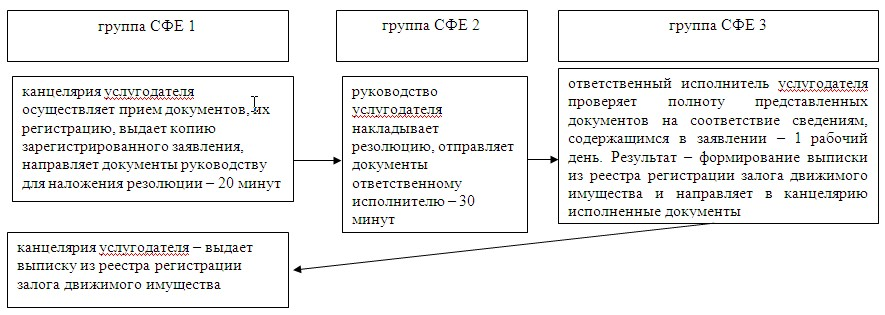 группа СФЕ 1
группа СФЕ 2
группа СФЕ 3
канцелярия услугодателя
осуществляет прием документов, их
регистрацию, выдает копию
зарегистрированного заявления,
направляет документы руководству
для наложения резолюции – 20 минут
руководство
услугодателя
накладывает
резолюцию, отправляет
документы
ответственному
исполнителю – 30
минут
ответственный исполнитель услугодателя
проверяет полноту представленных
документов на соответствие сведениям,
содержащимся в заявлении – 1 рабочий
день. Результат – формирование выписки
из реестра регистрации залога движимого
имущества и направляет в канцелярию
исполненные документы
канцелярия услугодателя – выдает
выписку из реестра регистрации
залога движимого имущества